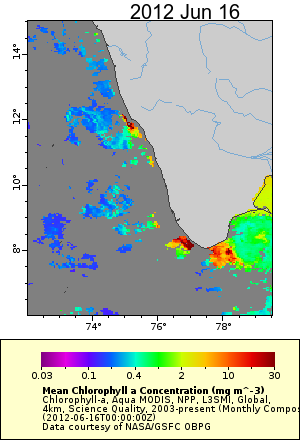 2012 Jun 16
14°
12°
10°
8°
74° 76° 78°
0.03 0.1 0.4 2 10 30
Mean Chlorophyll a Concentration (mg m^-3)
Chlorophyll-a, Aqua MODIS, NPP, L3SMI, Global,
4km, Science Quality, 2003-present (Monthly Compos
(2012-06-16T00:00:00Z)
Data courtesy of NASA/GSFC OBPG